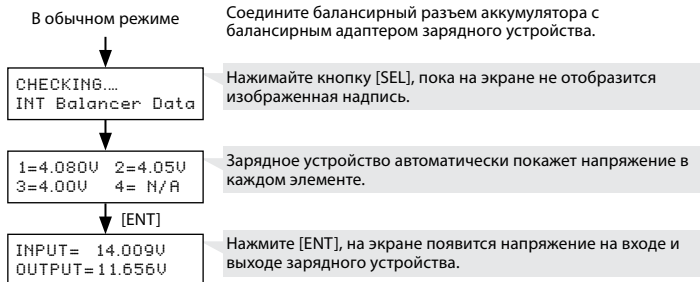 В обычном режиме
Соедините балансирный разъем аккумулятора с
балансирным адаптером зарядного устройства.
CHECKING....
INT Balancer Data
Нажимайте кнопку [SEL], пока на экране не отобразится
изображенная надпись.
1=4.080V 2=4.05V
3=4.00V 4= N/A
Зарядное устройство автоматически покажет напряжение в
каждом элементе.
[ENT]
INPUT= 14.009V
OUTPUT=11.656V
Нажмите [ENT], на экране появится напряжение на входе и
выходе зарядного устройства.